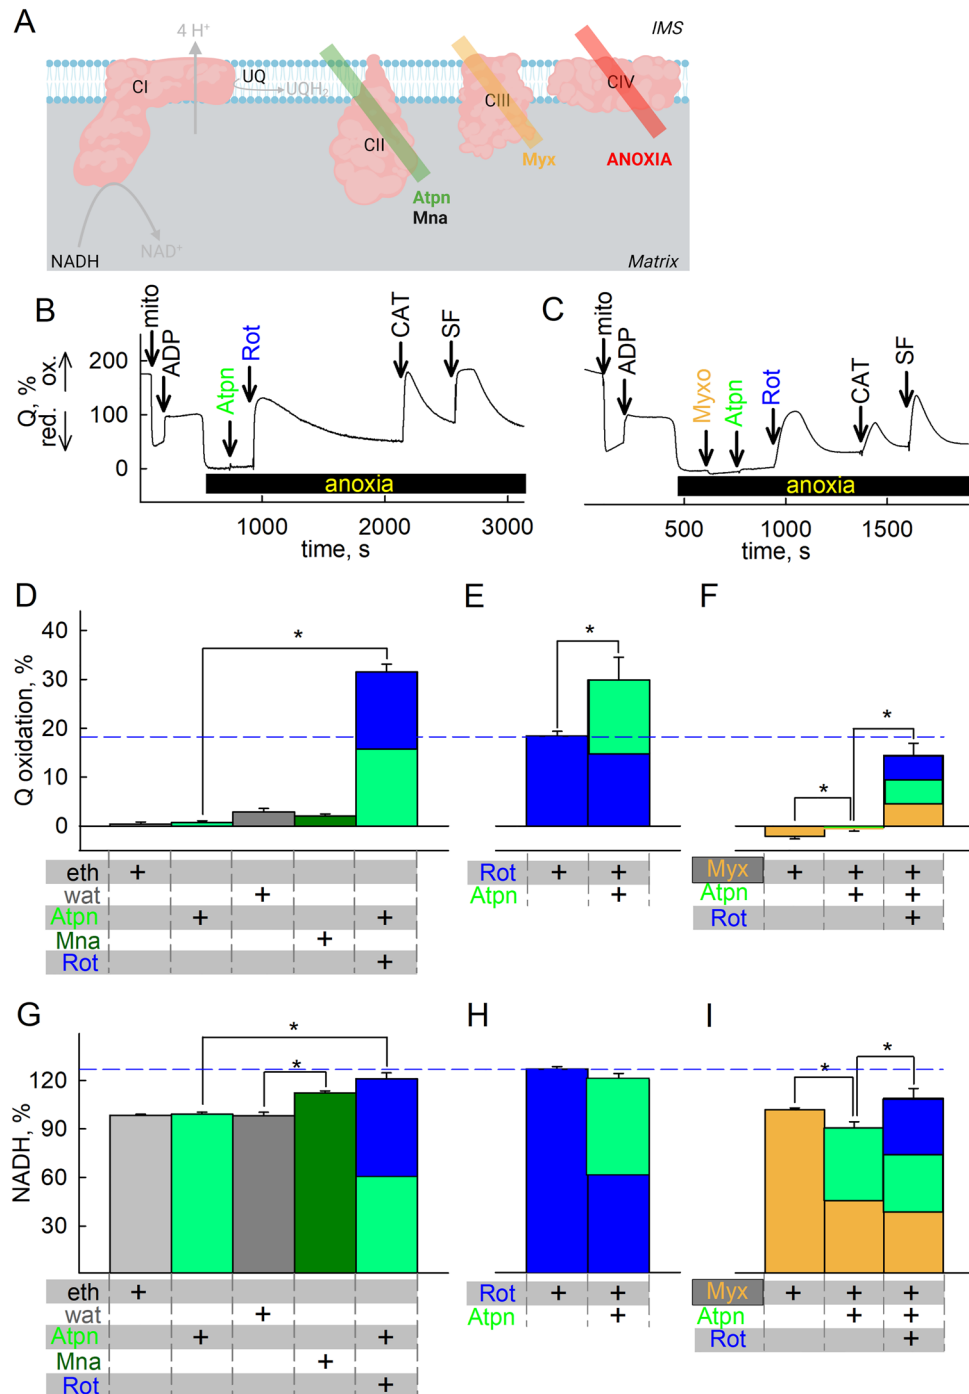 A
4 H⁺
IMS
CI
UQ
UQH₂
CII
CIII
CIV
Myx
ANOXIA
Atpn
Mna
NADH
NAD⁺
Matrix
B
mito
ADP
Atpn
Rot
CAT
SF
Q, %
red. ox.
200
100
0
anoxia
1000 2000 3000
time, s
C
mito
ADP
Myxo
Atpn
Rot
CAT
SF
anoxia
500 1000 1500
time, s
D
Q oxidation, %
40
30
20
10
0
*
eth +
wat +
Atpn + +
Mna +
Rot +
E
*
Rot + +
Atpn +
F
*
*
Myx + + +
Atpn + +
Rot +
G
NADH, %
120
90
60
30
*
*
eth +
wat +
Atpn + +
Mna +
Rot +
H
Rot + +
Atpn +
I
*
*
Myx + + +
Atpn + +
Rot +